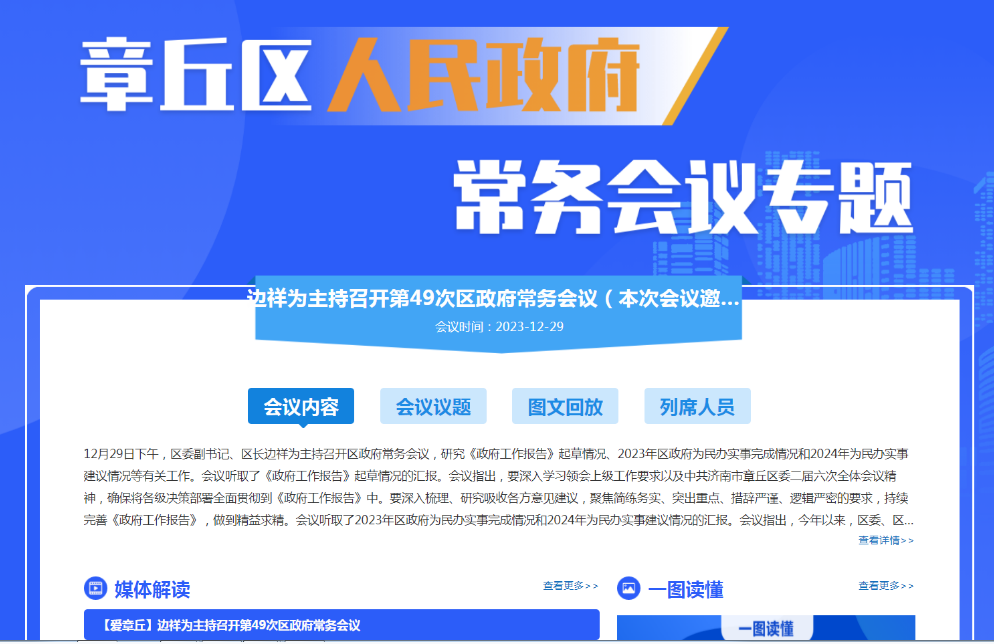 章丘区人民政府
常务会议专题
边祥为主持召开第49次区政府常务会议（本次会议邀...
会议时间：2023-12-29
会议内容 会议议题 图文回放 列席人员
12月29日下午，区委副书记、区长边祥为主持召开区政府常务会议，研究《政府工作报告》起草情况、2023年区政府为民办实事完成情况和2024年为民办实事
建议情况等有关工作。会议听取了《政府工作报告》起草情况的汇报。会议指出，要深入学习领会上级工作要求以及中共济南市章丘区委二届六次全体会议精
神，确保将各级决策部署全面贯彻到《政府工作报告》中。要深入梳理、研究吸收各方意见建议，聚焦简练务实、突出重点、措辞严谨、逻辑严密的要求，持续
完善《政府工作报告》，做到精益求精。会议听取了2023年区政府为民办实事完成情况和2024年为民办实事建议情况的汇报。会议指出，今年以来，区委、区...
查看详情>>
媒体解读 查看更多>> 一图读懂 查看更多>>
【爱章丘】边祥为主持召开第49次区政府常务会议
一图读懂